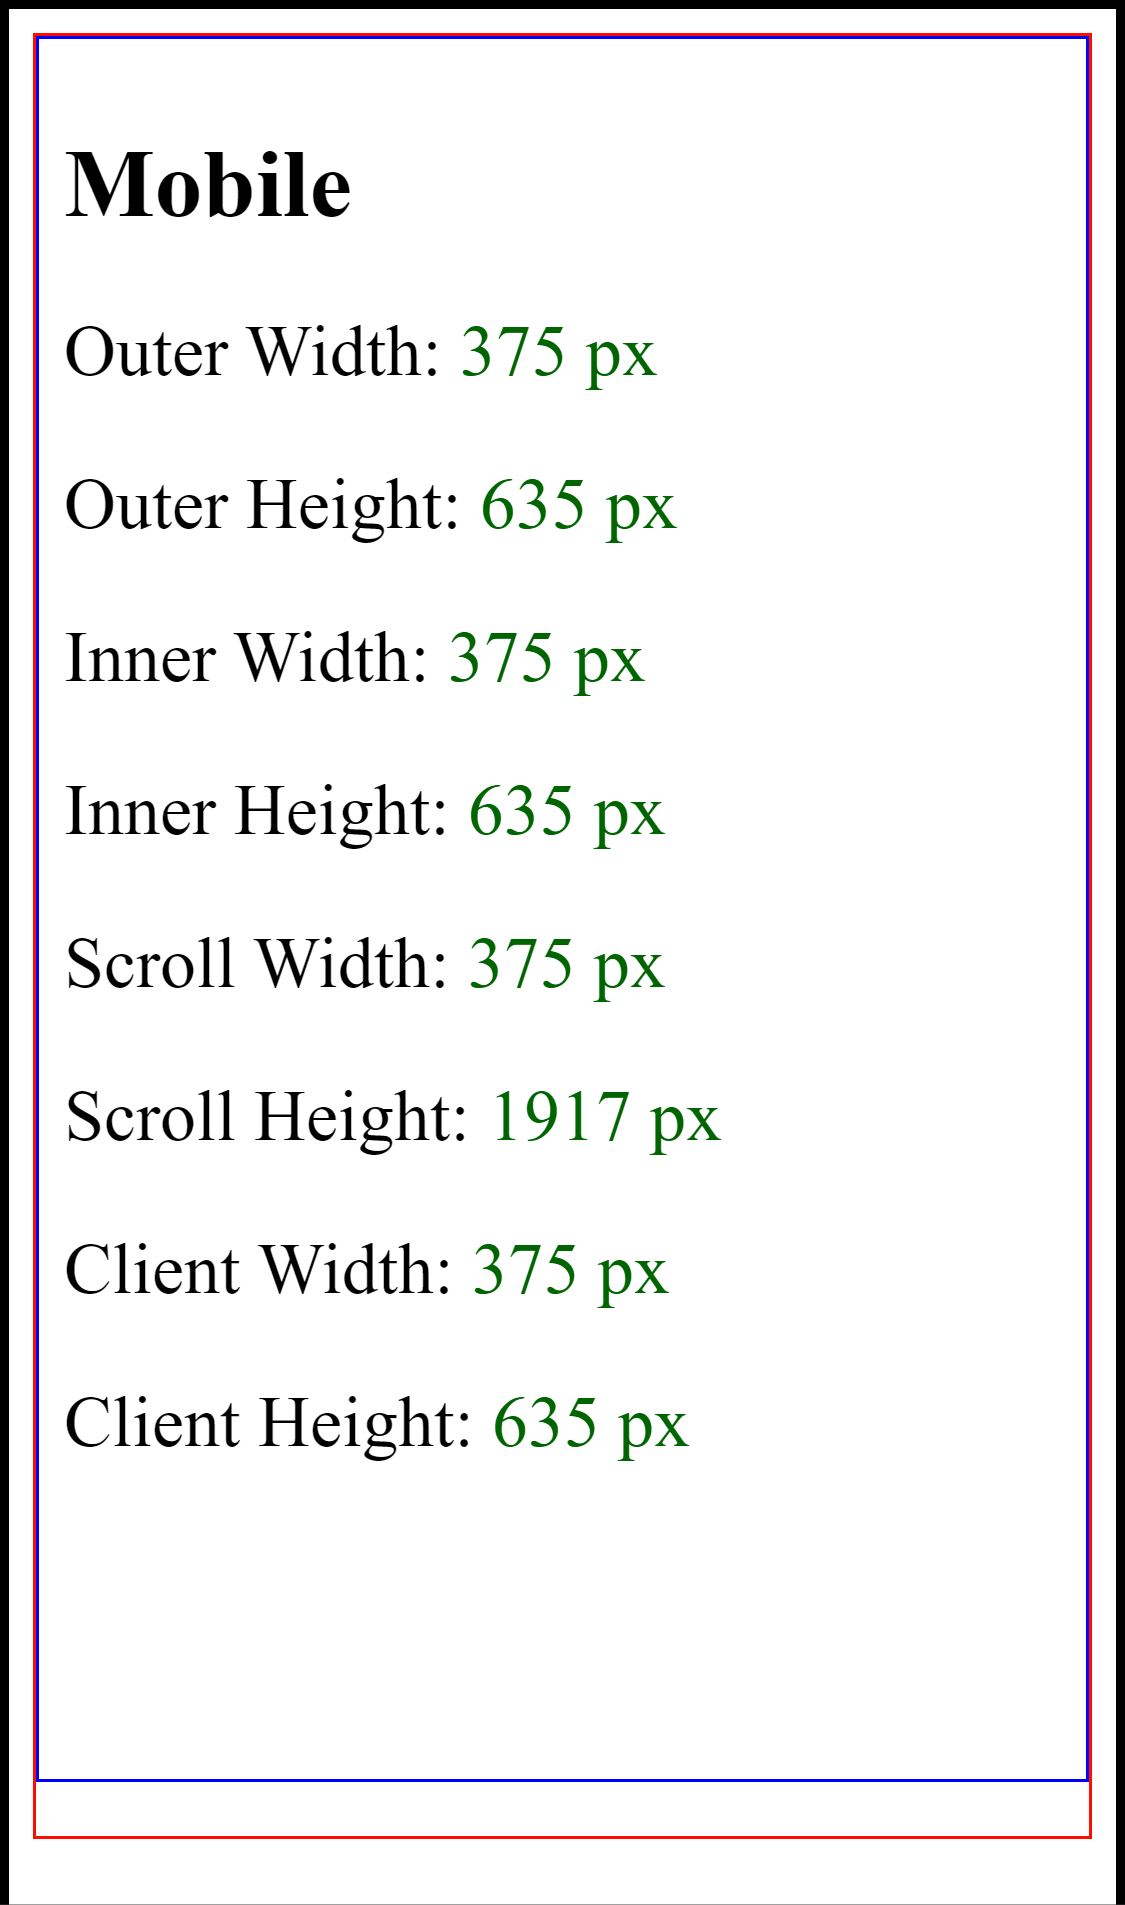 Mobile
Outer Width: 375 px
Outer Height: 635 px
Inner Width: 375 px
Inner Height: 635 px
Scroll Width: 375 px
Scroll Height: 1917 px
Client Width: 375 px
Client Height: 635 px